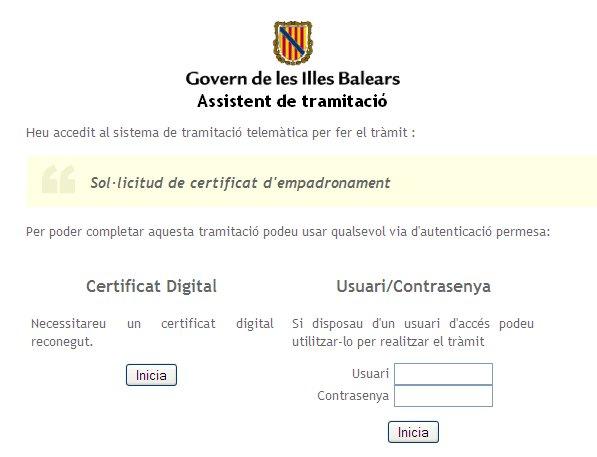 Govern de les Illes Balears
Assistent de tramitació
Heu accedit al sistema de tramitació telemàtica per fer el tràmit :
Sol·licitud de certificat d'empadronament
Per poder completar aquesta tramitació podeu usar qualsevol via d'autenticació permesa:
Certificat Digital
Necessitareu un certificat digital
reconegut.
Inicia
Usuari/Contrasenya
Si disposau d'un usuari d'accés podeu
utilitzar-lo per realitzar el tràmit
Usuari
Contrasenya
Inicia